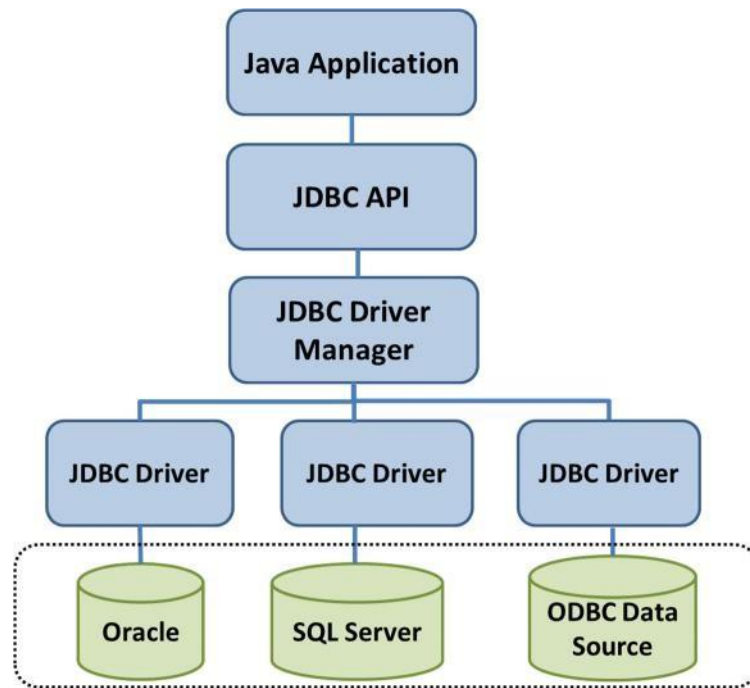 Java Application
JDBC API
JDBC Driver
Manager
JDBC Driver
JDBC Driver
JDBC Driver
Oracle
SQL Server
ODBC Data
Source